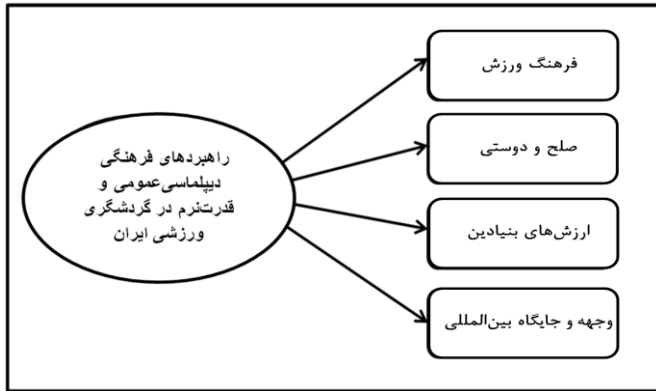 راهبردهای فرهنگی
دیپلماسی‌عمومی و
قدرت‌نرم در گردشگری
ورزشی ایران
فرهنگ ورزش
صلح و دوستی
ارزش‌های بنیادین
وجهه و جایگاه بین‌المللی